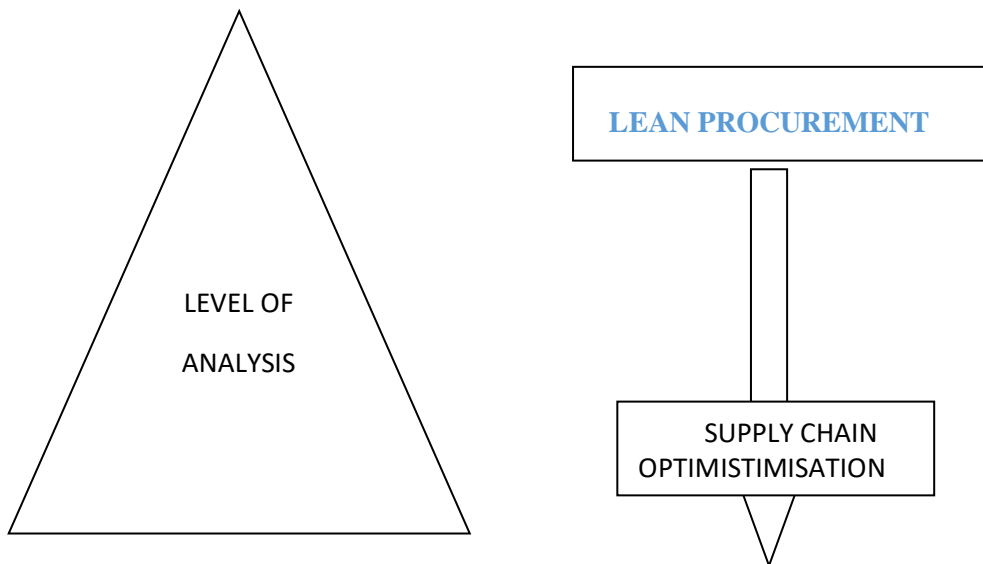 LEVEL OF
ANALYSIS
LEAN PROCUREMENT
SUPPLY CHAIN
OPTIMISTIMISATION